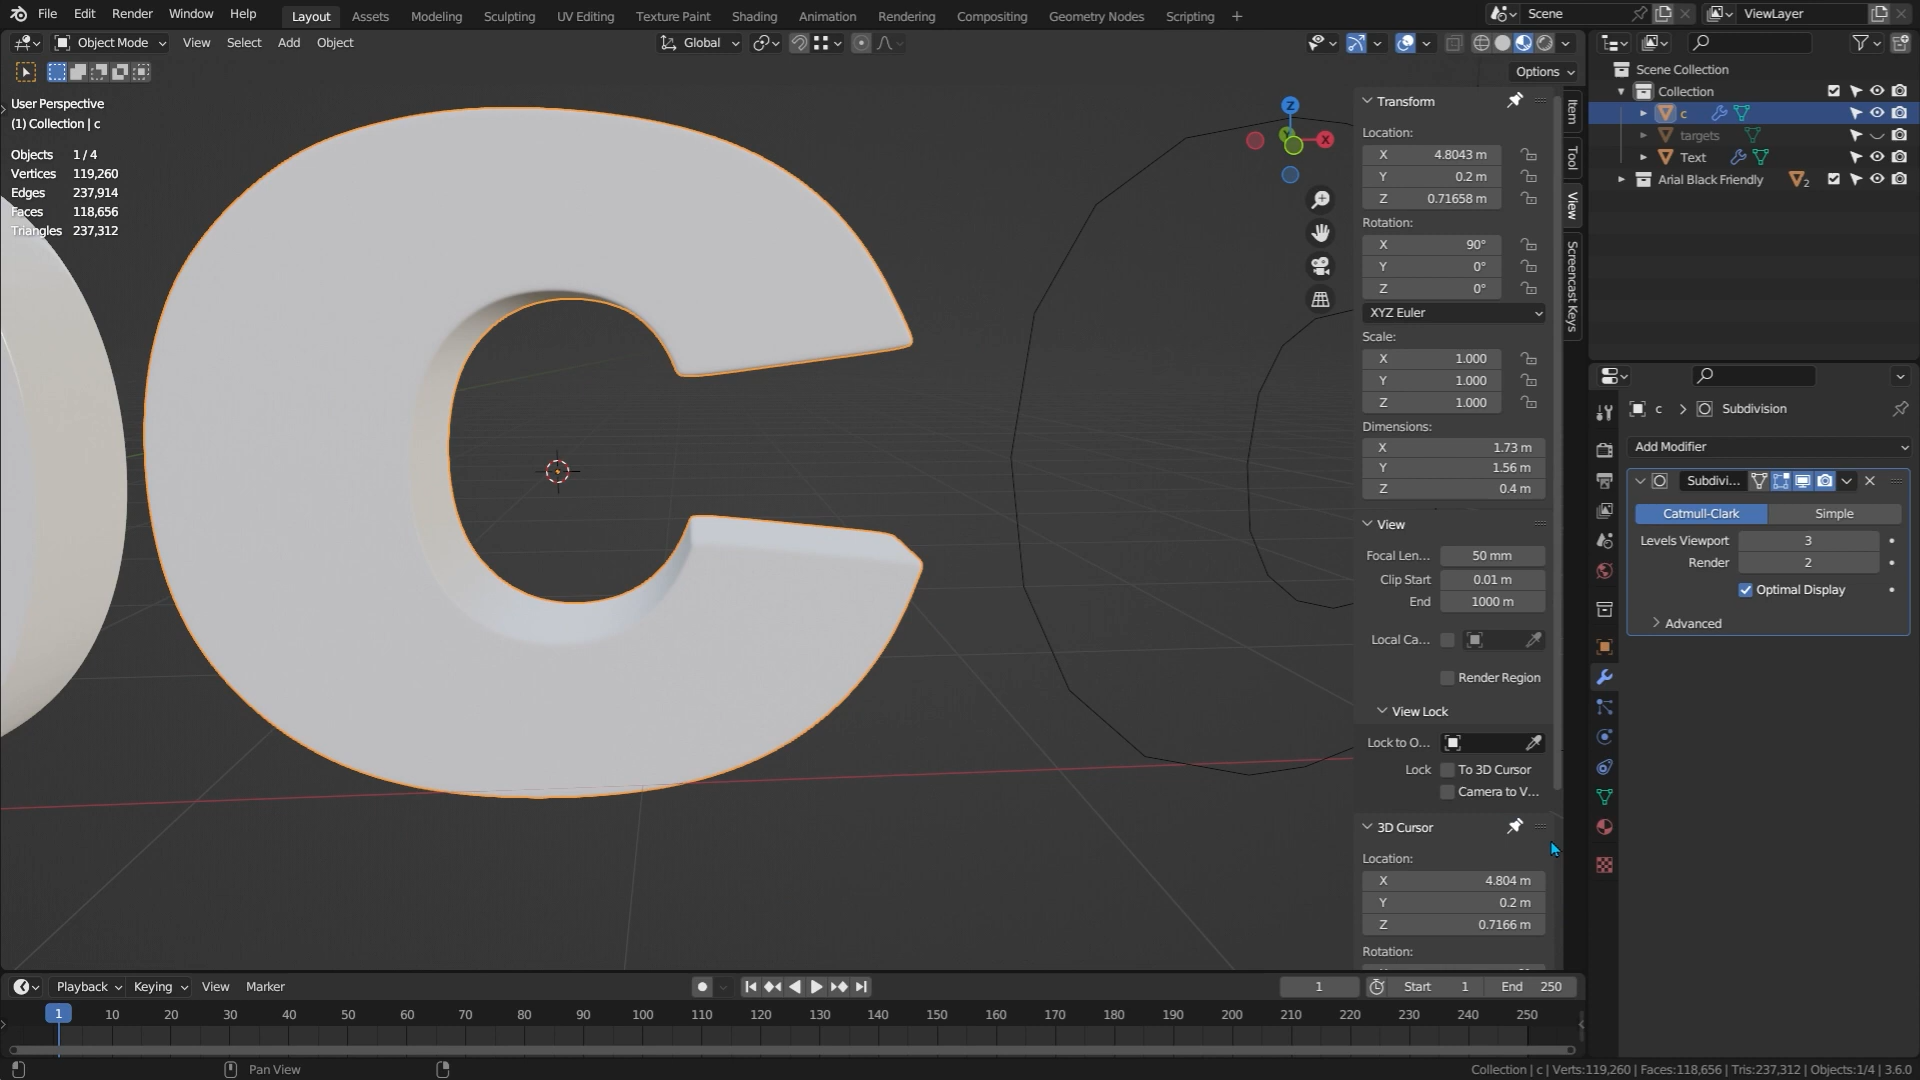 File Edit Render Window Help Layout Assets Modeling Sculpting UV Editing Texture Paint Shading Animation Rendering Compositing Geometry Nodes Scripting + Scene ViewLayer
Object Mode View Select Add Object Global
Options
User Perspective
(1) Collection | c
Objects 1 / 4
Vertices 119,260
Edges 237,914
Faces 118,656
Triangles 237,312
Z
Y
X
Transform
Location:
X 4.8043 m
Y 0.2 m
Z 0.71658 m
Rotation:
X 90°
Y 0°
Z 0°
XYZ Euler
Scale:
X 1.000
Y 1.000
Z 1.000
Dimensions:
X 1.73 m
Y 1.56 m
Z 0.4 m
View
Focal Len... 50 mm
Clip Start 0.01 m
End 1000 m
Local Ca...
Render Region
View Lock
Lock to O...
Lock To 3D Cursor
Camera to V...
3D Cursor
Location:
X 4.804 m
Y 0.2 m
Z 0.7166 m
Rotation:
Item
Tool
View
Screencast Keys
Scene Collection
Collection
c
targets
Text
Arial Black Friendly 2
c > Subdivision
Add Modifier
Subdivi...
Catmull-Clark Simple
Levels Viewport 3
Render 2
Optimal Display
Advanced
Playback Keying View Marker 1 Start 1 End 250
1 10 20 30 40 50 60 70 80 90 100 110 120 130 140 150 160 170 180 190 200 210 220 230 240 250
Pan View
Collection | c | Verts:119,260 | Faces:118,656 | Tris:237,312 | Objects:1/4 | 3.6.0